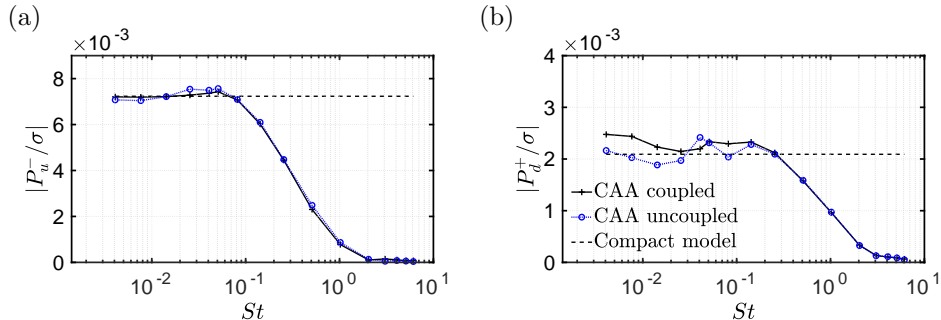 (a)
×10⁻³
8
6
4
2
0
10⁻² 10⁻¹ 10⁰ 10¹
St
|P_u^-/σ|
(b)
×10⁻³
4
3
2
1
0
10⁻² 10⁻¹ 10⁰ 10¹
St
|P_d^+/σ|
CAA coupled
CAA uncoupled
Compact model